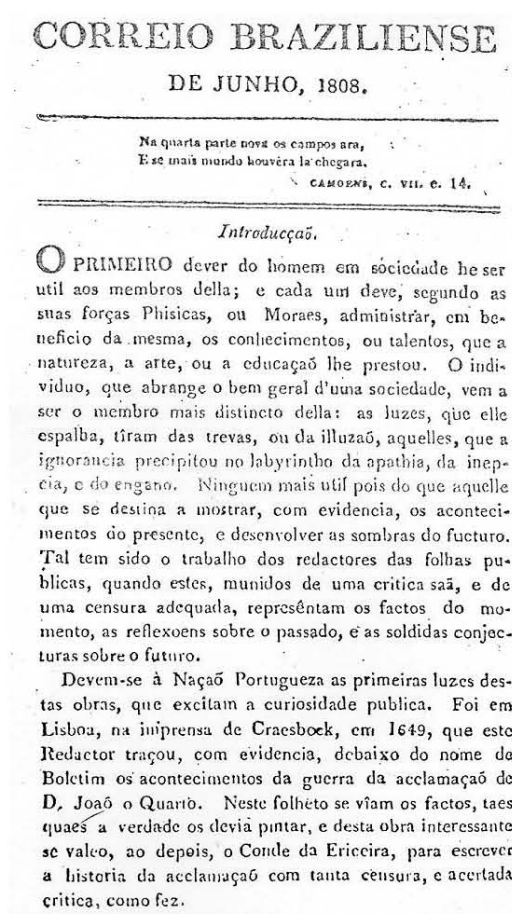 CORREIO BRAZILIENSE
DE JUNHO, 1808.
Na quarta parte nova os campos ara,
E se mais mundo houvéra la chegara.
CAMOENS, C. VII. e. 14.
Introducçaõ.
O PRIMEIRO dever do homem em sociedade he ser
util aos membros della; e cada um deve, segundo as
suas forças Phisicas, ou Moraes, administrar, em be-
neficio da mesma, os conhecimentos, ou talentos, que a
natureza, a arte, ou a educaçaõ lhe prestou. O indi-
viduo, que abrange o bem geral d'uma sociedade, vem a
ser o membro mais distincto della: as luzes, que elle
espalha, tîram das trevas, ou da illuzaõ, aquelles, que a
ignorancia precipitou no labyrintho da apathia, da inep-
cia, e do engano. Ninguem mais util pois do que aquelle
que se destina a mostrar, com evidencia, os aconteci-
mentos do presente, e desenvolver as sombras do fucturo.
Tal tem sido o trabalho dos redactores das folhas pu-
blicas, quando estes, munidos de uma critica saã, e de
uma censura adequada, represêntam os factos do mo-
mento, as reflexoens sobre o passado, e as soldidas conjec-
turas sobre o futuro.
Devem-se à Naçaõ Portugueza as primeiras luzes des-
tas obras, que excitam a curiosidade publica. Foi em
Lisboa, na imprensa de Craesbeek, em 1649, que este
Redactor traçou, com evidencia, debaixo do nome de
Boletim os acontecimentos da guerra da acclamaçaõ de
D. Joaõ o Quarto. Neste folheto se vîam os factos, taes
quaes a verdade os devia pintar, e desta obra interessante
se valeo, ao depois, o Conde da Ericeira, para escrever
a historia da acclamaçaõ com tanta censura, e acertada
critica, como fez.